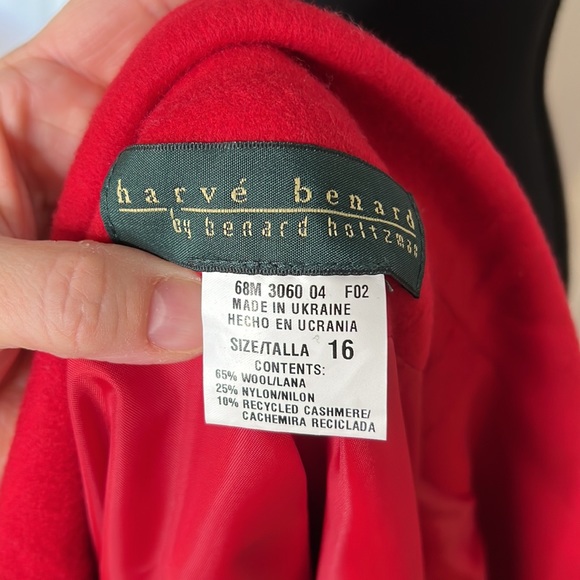 harvé benard
by benard holtzman
68M 3060 04 F02
MADE IN UKRAINE
HECHO EN UCRANIA
SIZE/TALLA 16
CONTENTS:
65% WOOL/LANA
25% NYLON/NILON
10% RECYCLED CASHMERE/
CACHEMIRA RECICLADA